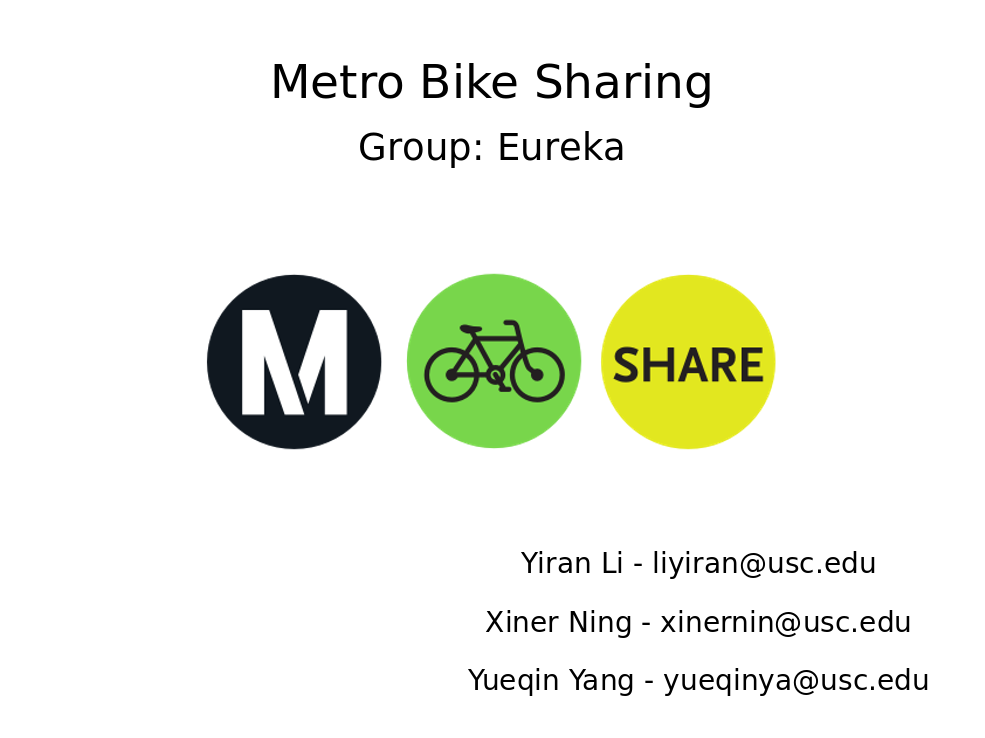 Metro Bike Sharing
Group: Eureka
M
SHARE
Yiran Li - liyiran@usc.edu
Xiner Ning - xinernin@usc.edu
Yueqin Yang - yueqinya@usc.edu